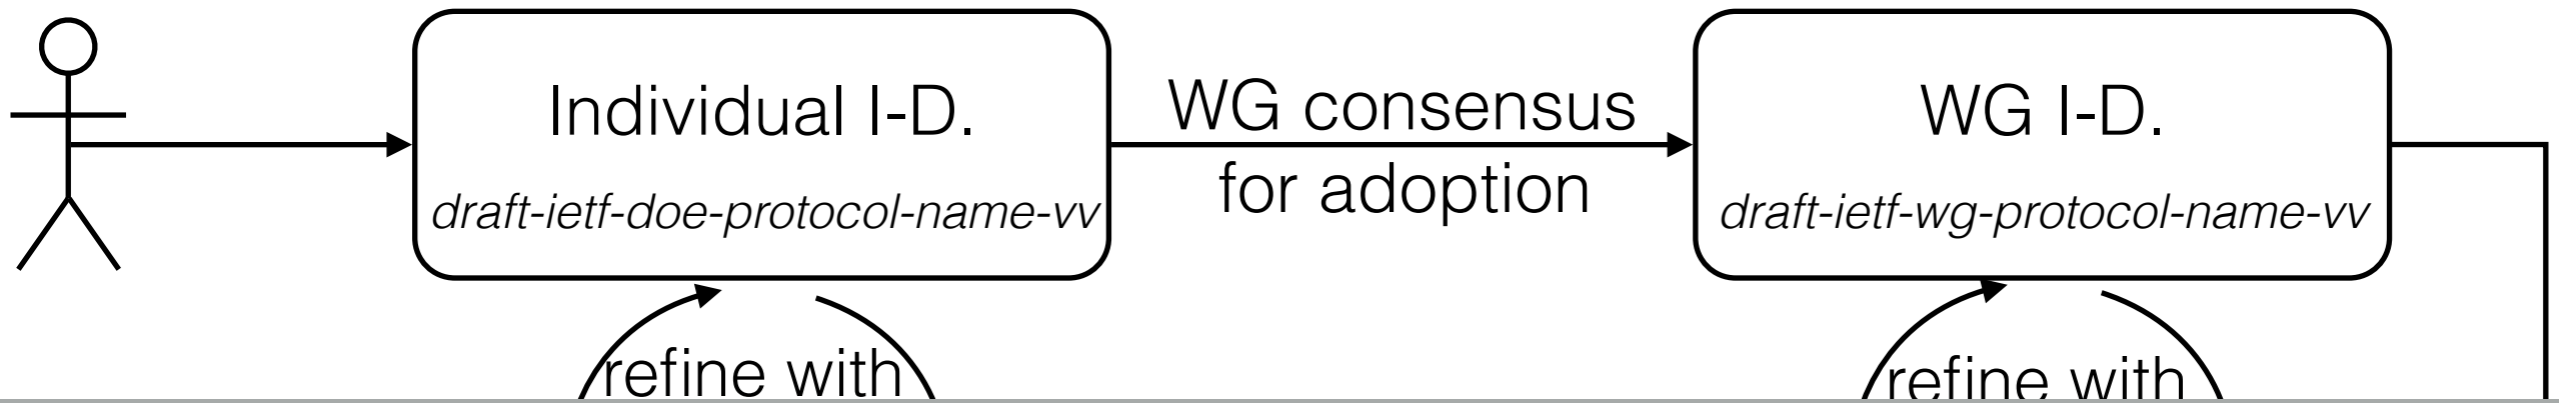 Individual I-D.
draft-ietf-doe-protocol-name-vv
WG consensus
for adoption
WG I-D.
draft-ietf-wg-protocol-name-vv
refine with
refine with